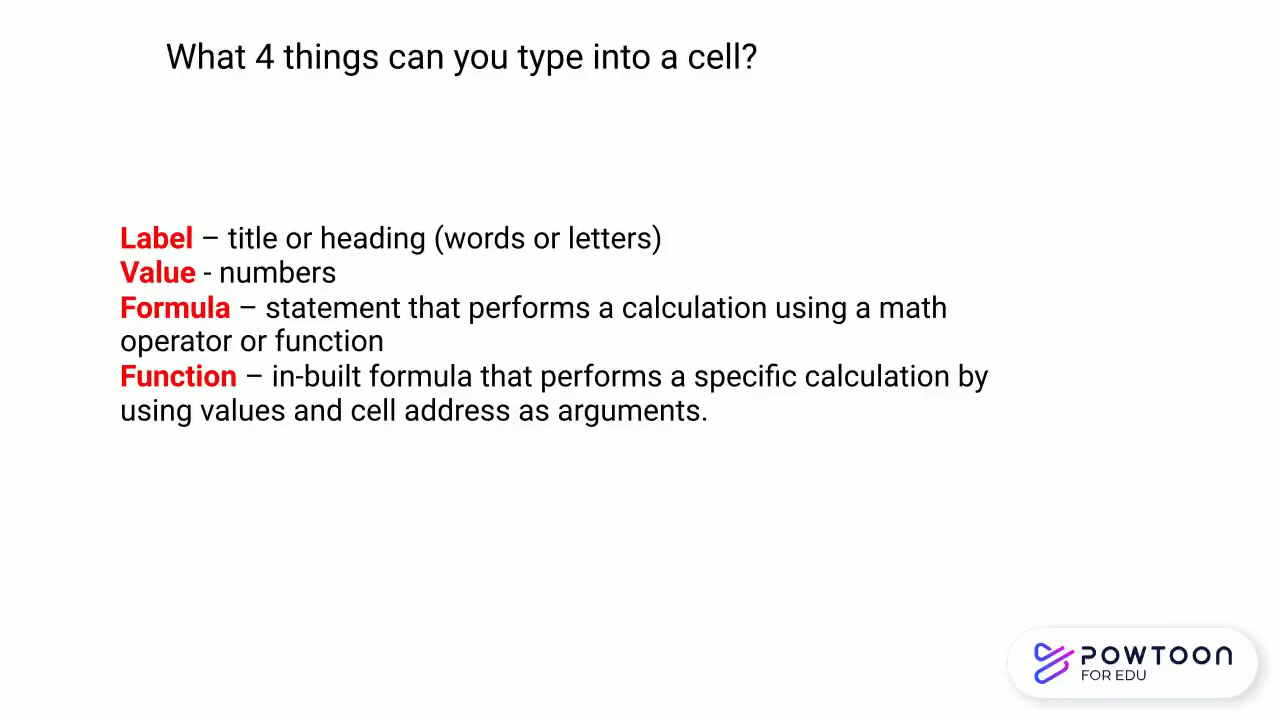 What 4 things can you type into a cell?
Label – title or heading (words or letters)
Value - numbers
Formula – statement that performs a calculation using a math
operator or function
Function – in-built formula that performs a specific calculation by
using values and cell address as arguments.
POWTOON
FOR EDU